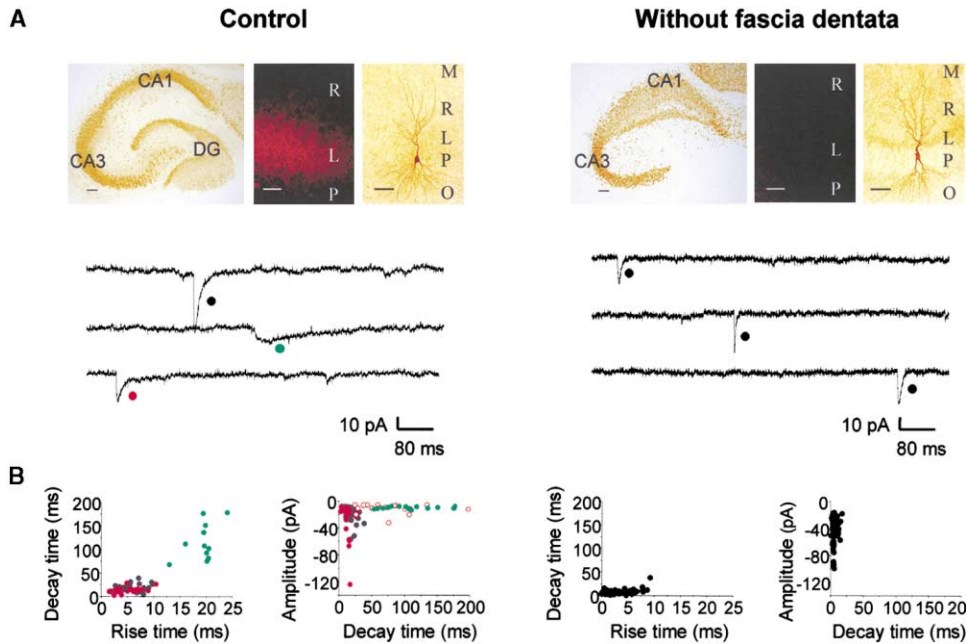 A
Control
Without fascia dentata
CA1
CA3
DG
R
L
P
M
R
L
P
O
CA1
CA3
R
L
P
M
R
L
P
O
10 pA
80 ms
10 pA
80 ms
B
Decay time (ms)
200
150
100
50
0
0 5 10 15 20 25
Rise time (ms)
Amplitude (pA)
0
-40
-80
-120
0 50 100 150 200
Decay time (ms)
Decay time (ms)
200
150
100
50
0
0 5 10 15 20 25
Rise time (ms)
Amplitude (pA)
0
-40
-80
-120
0 50 100 150 200
Decay time (ms)